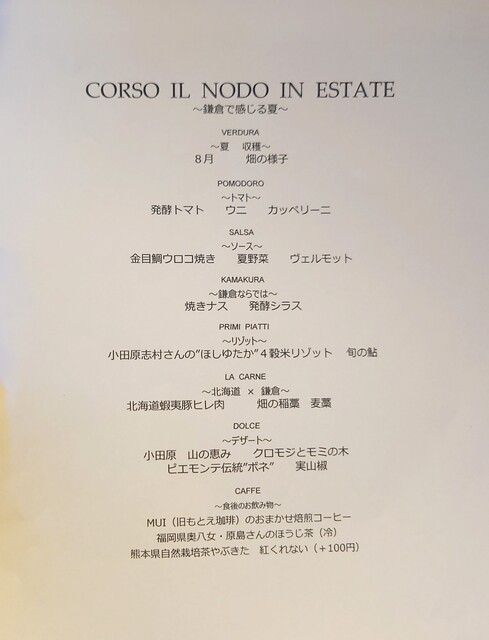 CORSO IL NODO IN ESTATE
～鎌倉で感じる夏～
VERDURA
～夏　収穫～
８月　　畑の様子
POMODORO
～トマト～
発酵トマト　　ウニ　　カッペリーニ
SALSA
～ソース～
金目鯛ウロコ焼き　　夏野菜　　ヴェルモット
KAMAKURA
～鎌倉ならでは～
焼きナス　　発酵シラス
PRIMI PIATTI
～リゾット～
小田原志村さんの"ほしゆたか"４穀米リゾット　旬の鮎
LA CARNE
～北海道 × 鎌倉～
北海道蝦夷豚ヒレ肉　　畑の稲藁　麦藁
DOLCE
～デザート～
小田原　山の恵み　　クロモジとモミの木
ピエモンテ伝統"ボネ"　　実山椒
CAFFE
～食後のお飲み物～
MUI（旧もとえ珈琲）のおまかせ焙煎コーヒー
福岡県奥八女・原島さんのほうじ茶（冷）
熊本県自然栽培茶やぶきた　紅くれない（＋100円）